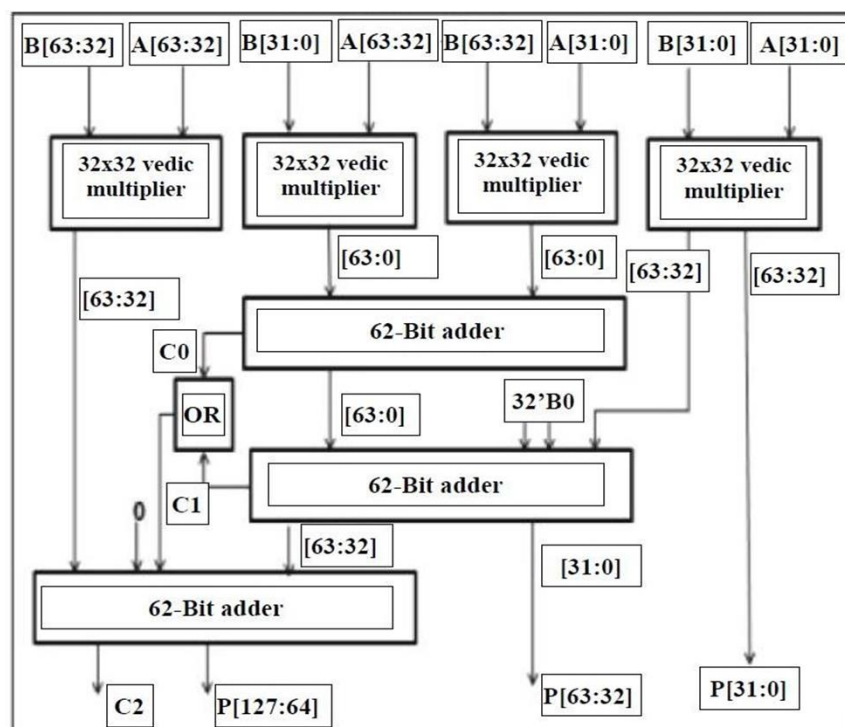 B[63:32] A[63:32] B[31:0] A[63:32] B[63:32] A[31:0] B[31:0] A[31:0]
32x32 vedic
multiplier
32x32 vedic
multiplier
32x32 vedic
multiplier
32x32 vedic
multiplier
[63:0] [63:0] [63:32] [63:32]
[63:32]
62-Bit adder
C0
OR
[63:0]
32’B0
62-Bit adder
C1
0
[63:32]
[31:0]
62-Bit adder
C2
P[127:64]
P[63:32]
P[31:0]